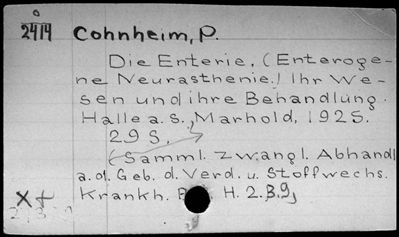 2414 Cohnheim, P.
Die Enterie. (Enteroge-
ne Neurasthenie.) Ihr We-
sen und ihre Behandlung.
Halle a. S., Marhold, 1925.
29 S.
(Samml. zwangl. Abhandl
a. d. Geb. d. Verd. u. Stoffwechs.
Krankh. H. 2.B.9,